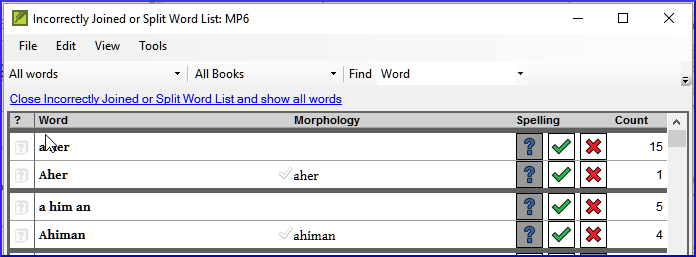 Incorrectly Joined or Split Word List: MP6
File Edit View Tools
All words All Books Find Word
Close Incorrectly Joined or Split Word List and show all words
? Word Morphology Spelling Count
a her 15
Aher aher 1
a him an 5
Ahiman ahiman 4